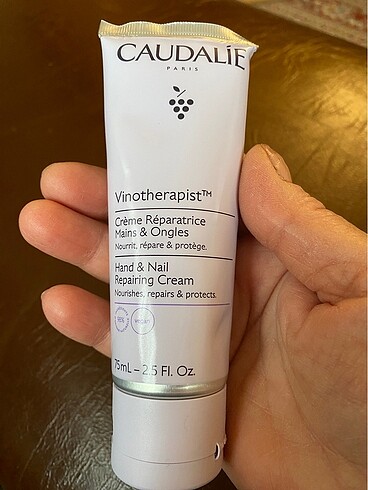 CAUDALÍE
PARIS
Vinotherapist™
Crème Réparatrice
Mains & Ongles
Nourrit, répare & protège.
Hand & Nail
Repairing Cream
Nourishes, repairs & protects.
75mL – 2.5 Fl. Oz.